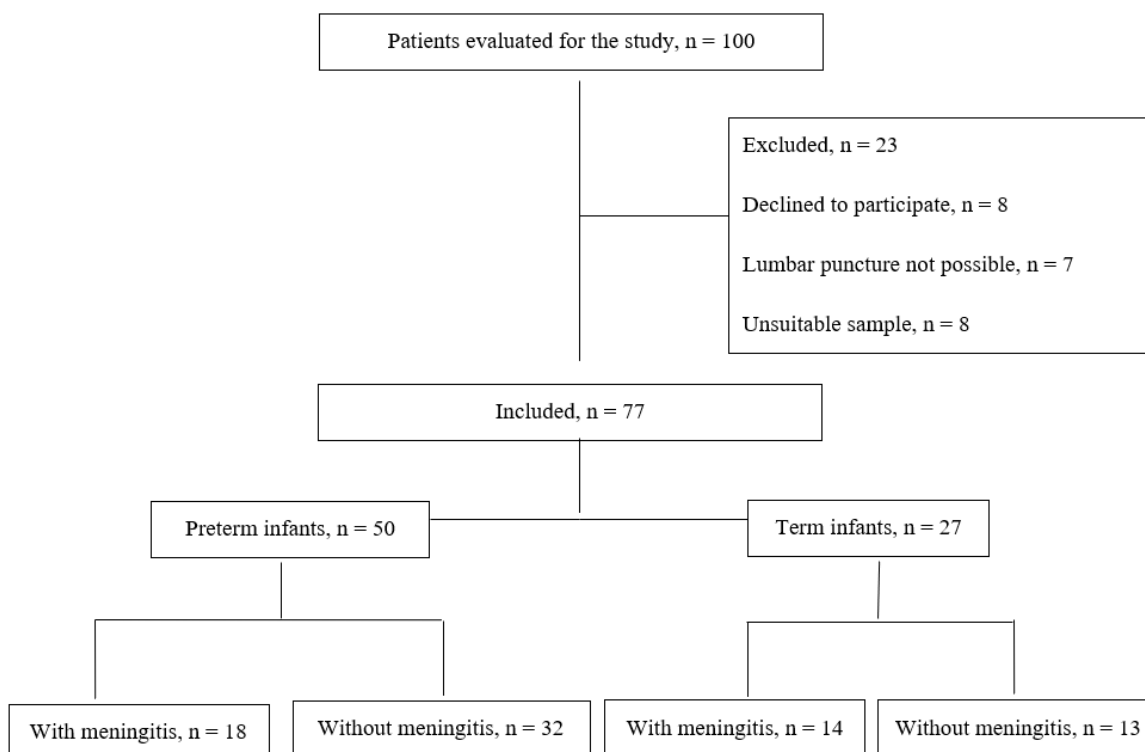 Patients evaluated for the study, n = 100
Excluded, n = 23
Declined to participate, n = 8
Lumbar puncture not possible, n = 7
Unsuitable sample, n = 8
Included, n = 77
Preterm infants, n = 50
Term infants, n = 27
With meningitis, n = 18
Without meningitis, n = 32
With meningitis, n = 14
Without meningitis, n = 13